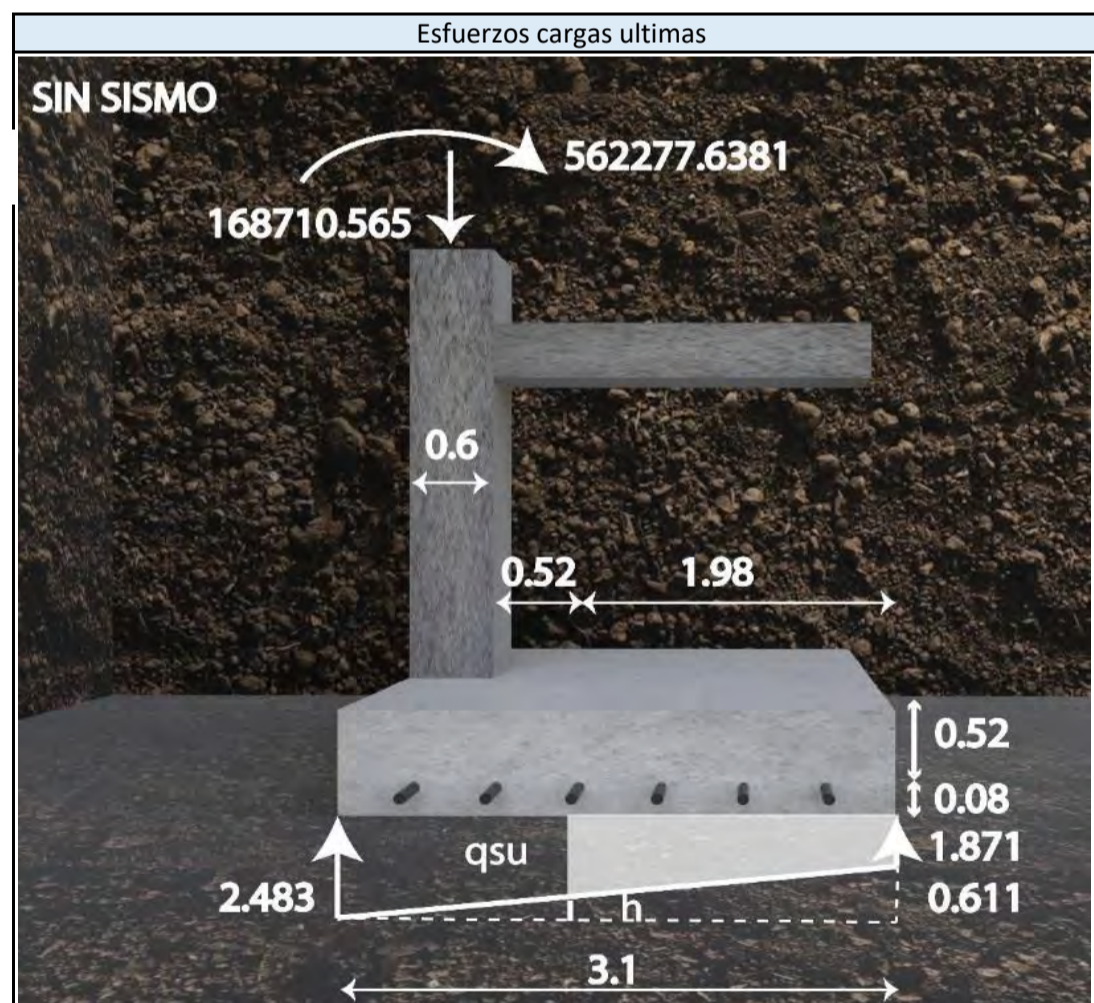 Esfuerzos cargas ultimas
SIN SISMO
562277.6381
168710.565
0.6
0.52
1.98
0.52
0.08
qsu
1.871
2.483
h
0.611
3.1